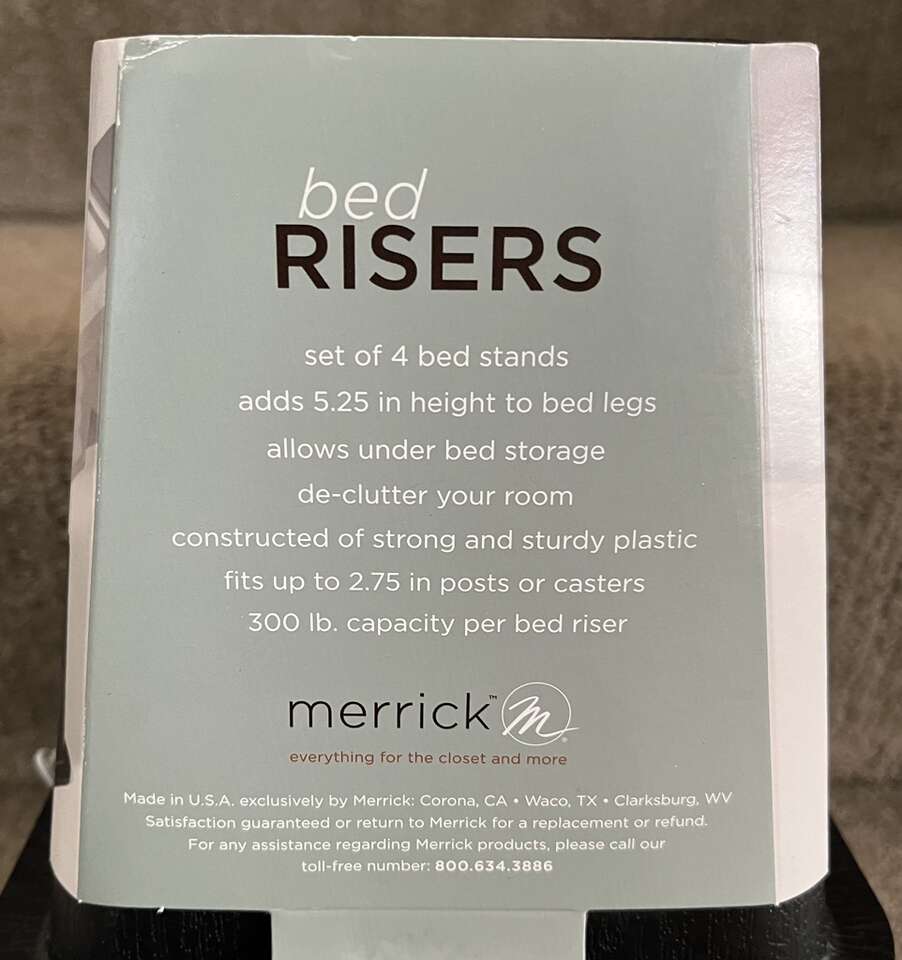 bed
RISERS
set of 4 bed stands
adds 5.25 in height to bed legs
allows under bed storage
de-clutter your room
constructed of strong and sturdy plastic
fits up to 2.75 in posts or casters
300 lb. capacity per bed riser
merrick™ m®
everything for the closet and more
Made in U.S.A. exclusively by Merrick: Corona, CA • Waco, TX • Clarksburg, WV
Satisfaction guaranteed or return to Merrick for a replacement or refund.
For any assistance regarding Merrick products, please call our
toll-free number: 800.634.3886